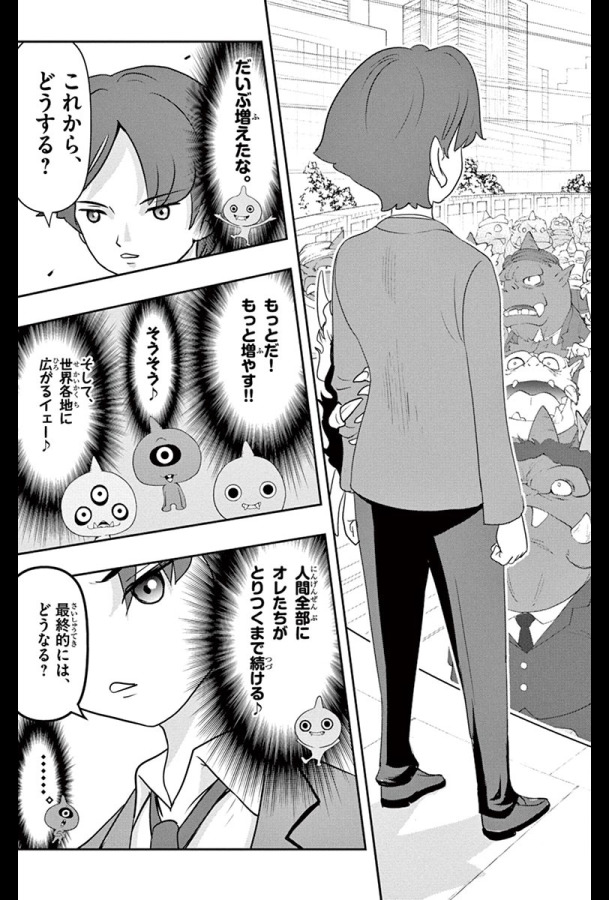 だいぶ増えたな。
これから、
どうする？
もっとだ！
もっと増やす!!
そうそう♪
そして、
世界各地に
広がるイェー♪
人間全部に
オレたちが
とりつくまで続ける♪
最終的には、
どうなる？
………。